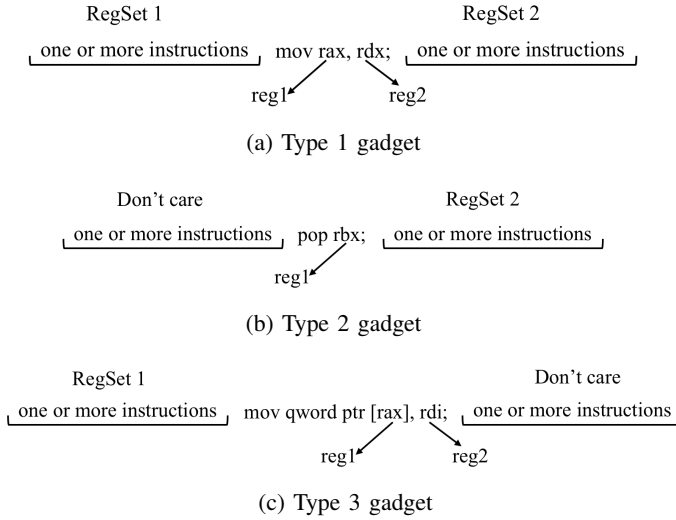 RegSet 1 RegSet 2
one or more instructions mov rax, rdx; one or more instructions
reg1 reg2
(a) Type 1 gadget
Don't care RegSet 2
one or more instructions pop rbx; one or more instructions
reg1
(b) Type 2 gadget
RegSet 1 Don't care
one or more instructions mov qword ptr [rax], rdi; one or more instructions
reg1 reg2
(c) Type 3 gadget